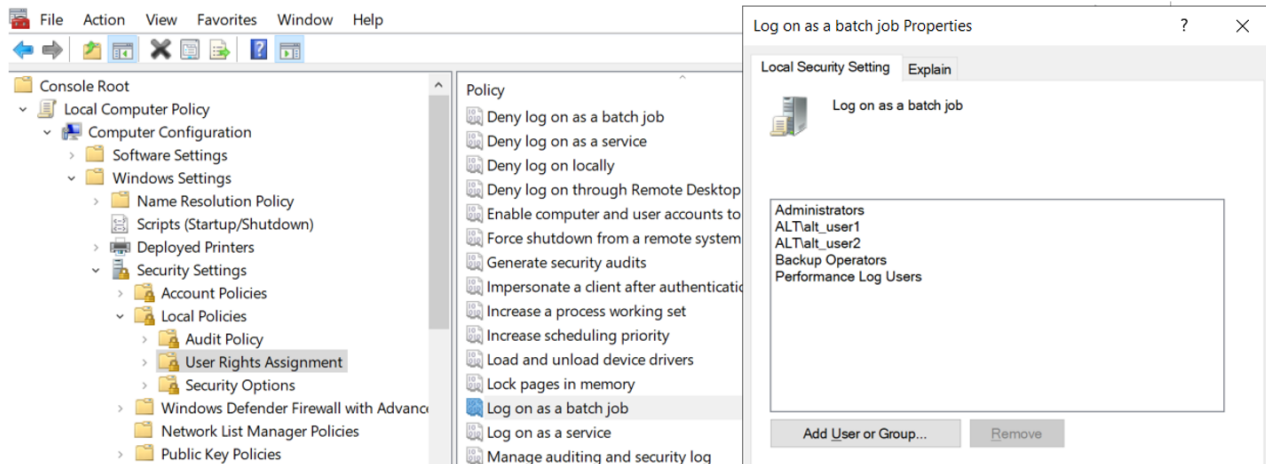 File Action View Favorites Window Help
Console Root
Local Computer Policy
Computer Configuration
Software Settings
Windows Settings
Name Resolution Policy
Scripts (Startup/Shutdown)
Deployed Printers
Security Settings
Account Policies
Local Policies
Audit Policy
User Rights Assignment
Security Options
Windows Defender Firewall with Advanc
Network List Manager Policies
Public Key Policies
Policy
Deny log on as a batch job
Deny log on as a service
Deny log on locally
Deny log on through Remote Desktop
Enable computer and user accounts to
Force shutdown from a remote system
Generate security audits
Impersonate a client after authenticatic
Increase a process working set
Increase scheduling priority
Load and unload device drivers
Lock pages in memory
Log on as a batch job
Log on as a service
Manage auditing and security log
Log on as a batch job Properties ?
Local Security Setting Explain
Log on as a batch job
Administrators
ALT\alt_user1
ALT\alt_user2
Backup Operators
Performance Log Users
Add User or Group... Remove